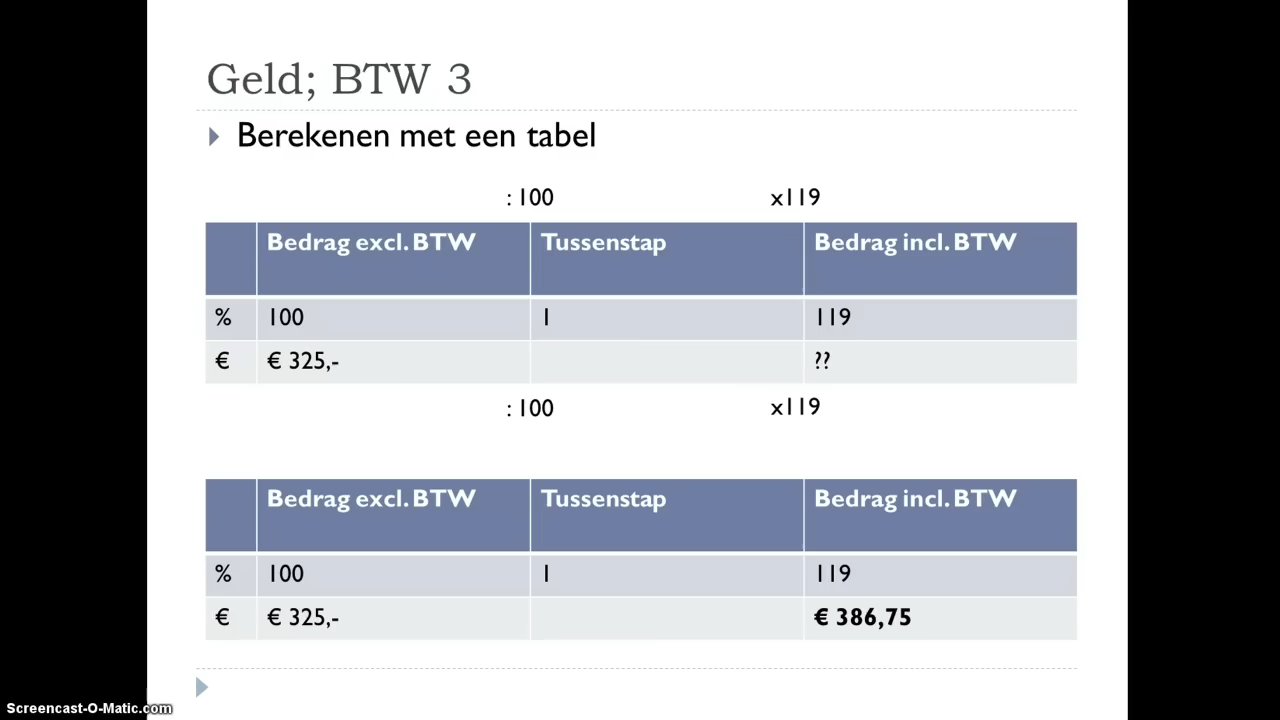 Geld; BTW 3
Berekenen met een tabel
: 100 x119
Bedrag excl. BTW Tussenstap Bedrag incl. BTW
% 100 1 119
€ € 325,- ??
: 100 x119
Bedrag excl. BTW Tussenstap Bedrag incl. BTW
% 100 1 119
€ € 325,- € 386,75
Screencast-O-Matic.com